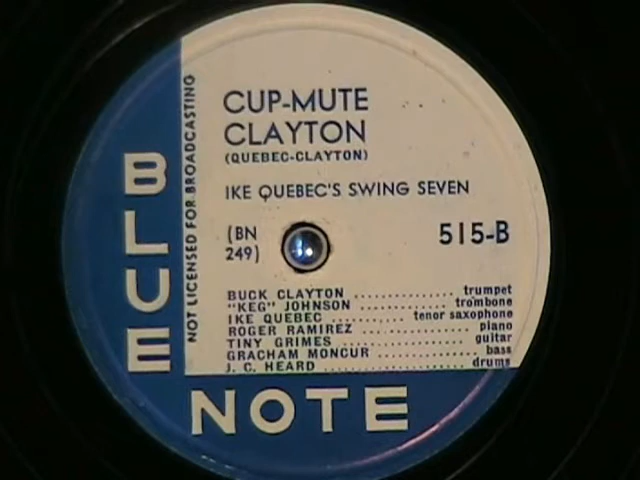 CUP-MUTE
CLAYTON
(QUEBEC-CLAYTON)
IKE QUEBEC'S SWING SEVEN
(BN
249)
515-B
BUCK CLAYTON .................. trumpet
"KEG" JOHNSON .................. trombone
IKE QUEBEC .................. tenor saxophone
ROGER RAMIREZ .................. piano
TINY GRIMES .................. guitar
GRACHAM MONCUR .................. bass
J. C. HEARD .................. drums
NOT LICENSED FOR BROADCASTING
BLUE
NOTE